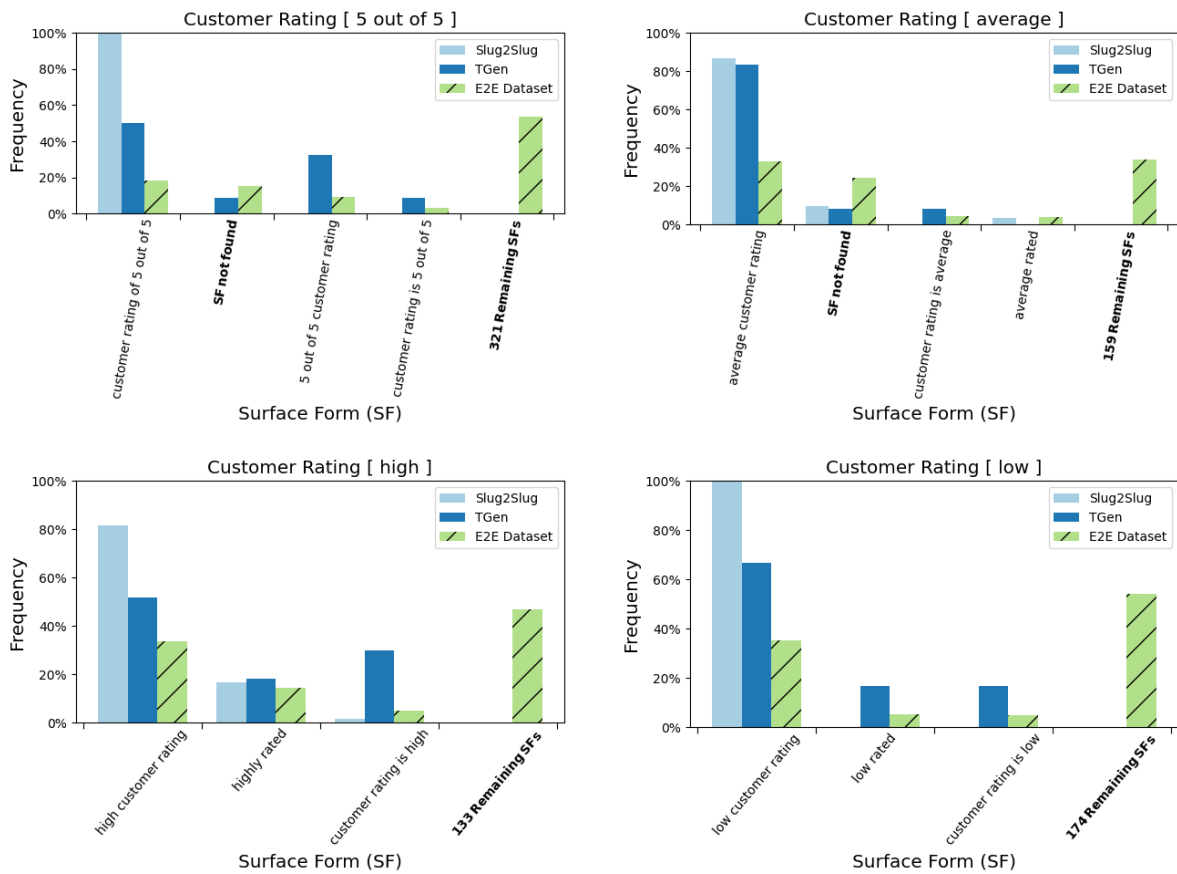 Customer Rating [ 5 out of 5 ]
Frequency
100%
80%
60%
40%
20%
0%
Slug2Slug
TGen
E2E Dataset
customer rating of 5 out of 5
SF not found
5 out of 5 customer rating
customer rating is 5 out of 5
321 Remaining SFs
Surface Form (SF)
Customer Rating [ average ]
Frequency
100%
80%
60%
40%
20%
0%
Slug2Slug
TGen
E2E Dataset
average customer rating
SF not found
customer rating is average
average rated
159 Remaining SFs
Surface Form (SF)
Customer Rating [ high ]
Frequency
100%
80%
60%
40%
20%
0%
Slug2Slug
TGen
E2E Dataset
high customer rating
highly rated
customer rating is high
133 Remaining SFs
Surface Form (SF)
Customer Rating [ low ]
Frequency
100%
80%
60%
40%
20%
0%
Slug2Slug
TGen
E2E Dataset
low customer rating
low rated
customer rating is low
174 Remaining SFs
Surface Form (SF)